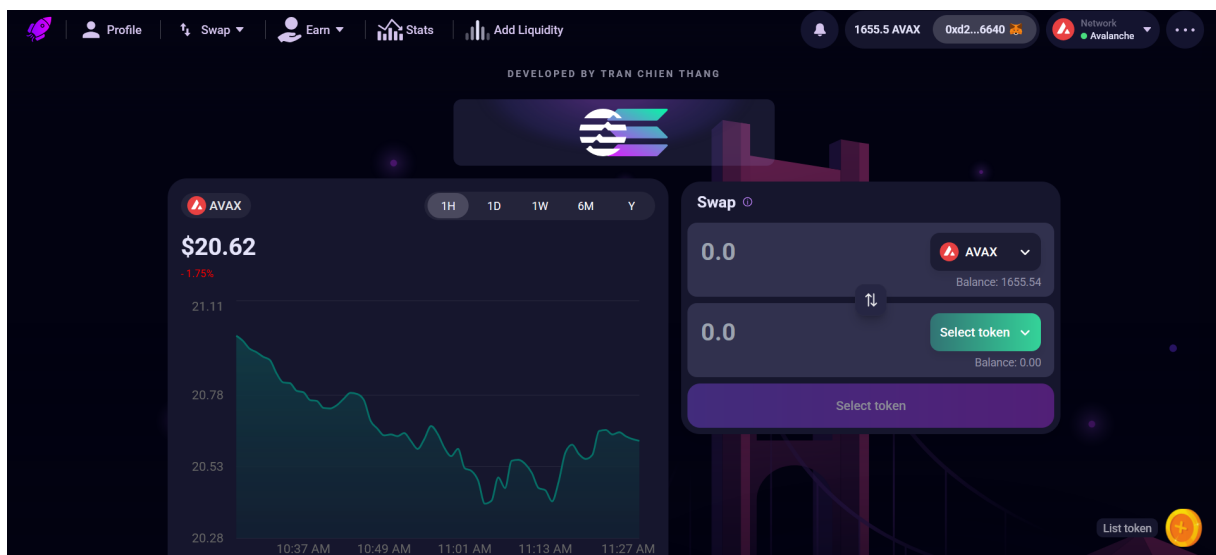 Profile Swap Earn Stats Add Liquidity 1655.5 AVAX 0xd2...6640 Network
Avalanche
DEVELOPED BY TRAN CHIEN THANG
AVAX 1H 1D 1W 6M Y
$20.62
- 1.75%
21.11
20.78
20.53
20.28
10:37 AM 10:49 AM 11:01 AM 11:13 AM 11:27 AM
Swap
0.0 AVAX
Balance: 1655.54
0.0 Select token
Balance: 0.00
Select token
List token